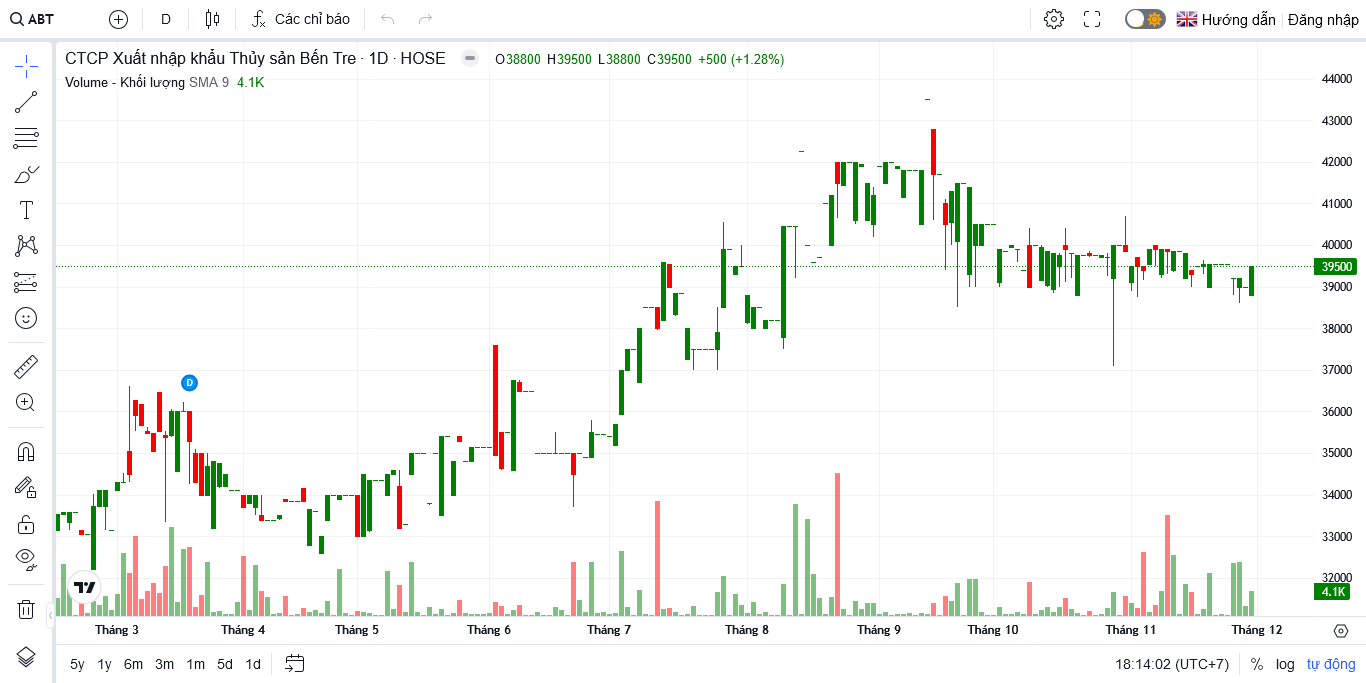 ABT D Các chỉ báo Hướng dẫn Đăng nhập
CTCP Xuất nhập khẩu Thủy sản Bến Tre · 1D · HOSE O38800 H39500 L38800 C39500 +500 (+1.28%)
Volume - Khối lượng SMA 9 4.1K
44000
43000
42000
41000
40000
39500
39000
38000
37000
D
36000
35000
34000
33000
32000
4.1K
Tháng 3 Tháng 4 Tháng 5 Tháng 6 Tháng 7 Tháng 8 Tháng 9 Tháng 10 Tháng 11 Tháng 12
5y 1y 6m 3m 1m 5d 1d 18:14:02 (UTC+7) % log tự động